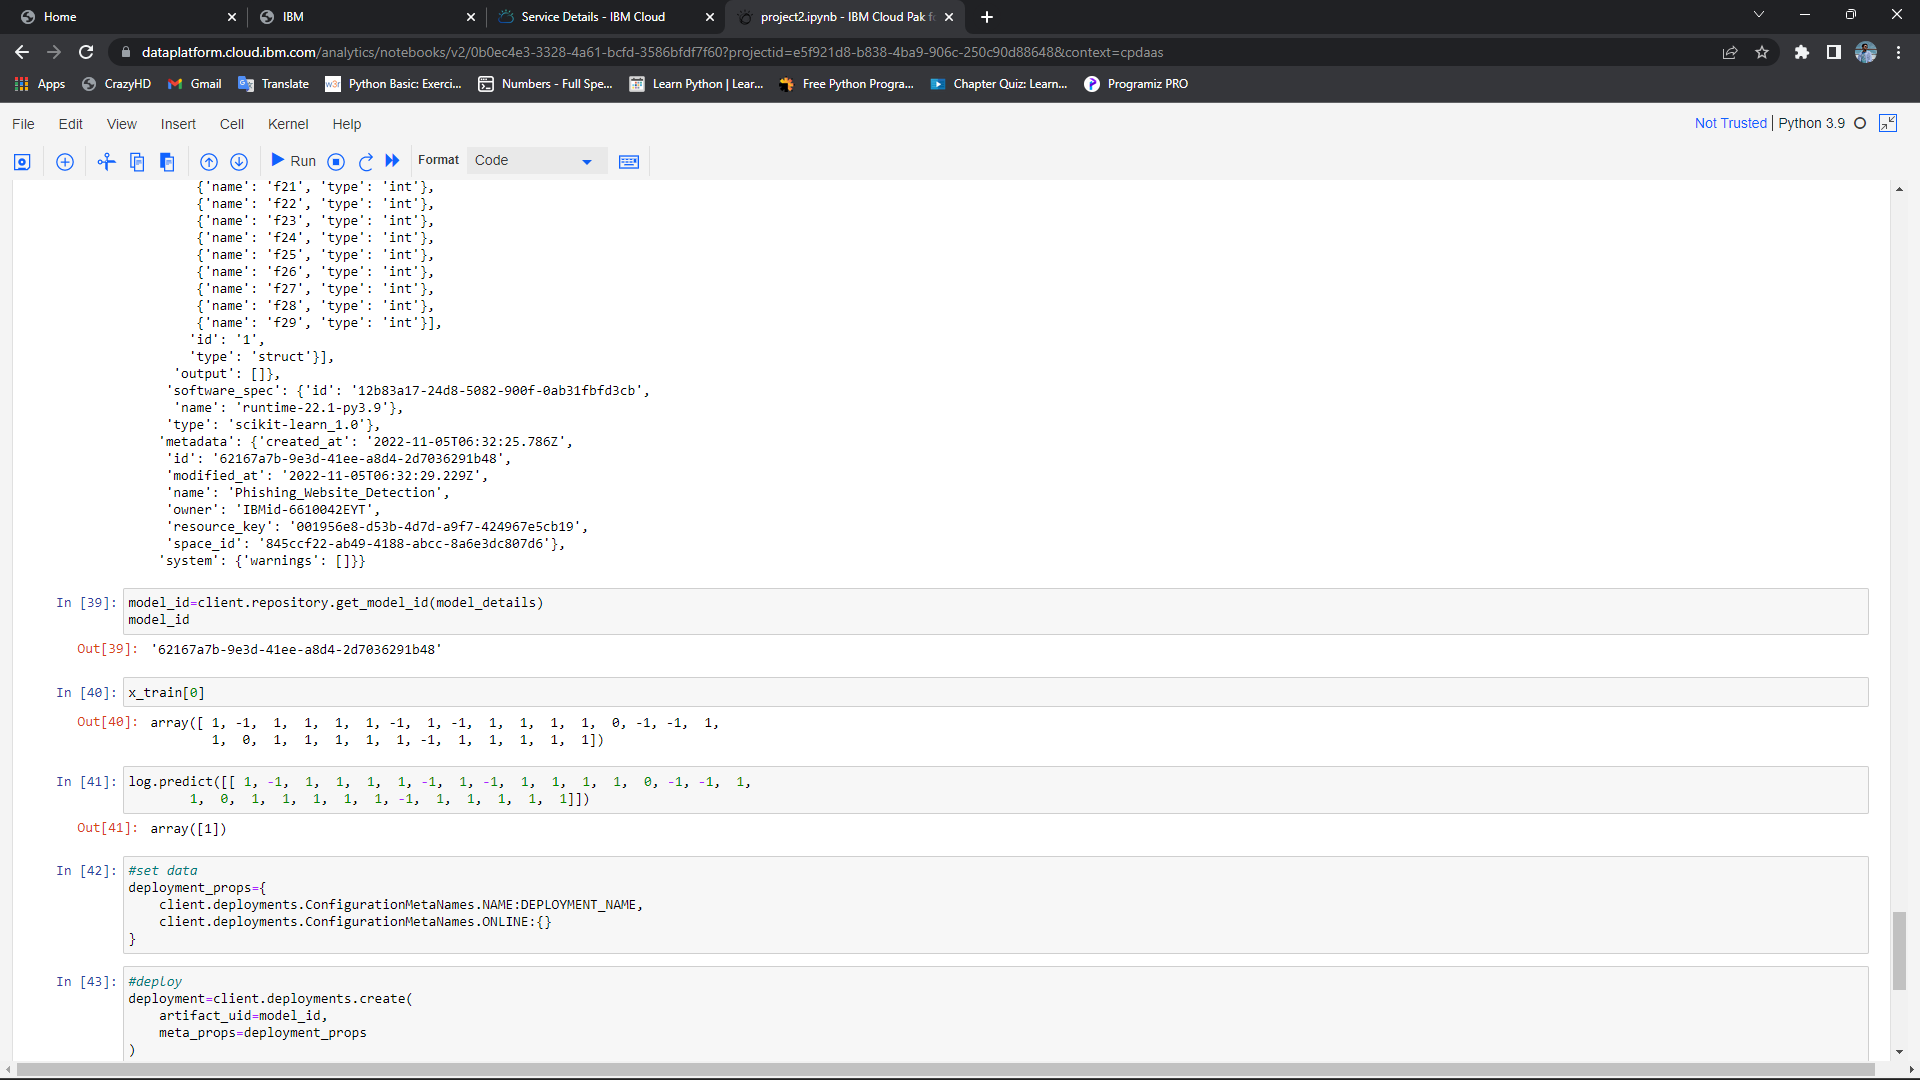 Home
IBM
Service Details - IBM Cloud
project2.ipynb - IBM Cloud Pak f
dataplatform.cloud.ibm.com/analytics/notebooks/v2/0b0ec4e3-3328-4a61-bcfd-3586bfdf7f60?projectid=e5f921d8-b838-4ba9-906c-250c90d88648&context=cpdaas
Apps CrazyHD Gmail Translate Python Basic: Exerci... Numbers - Full Spe... Learn Python | Lear... Free Python Progra... Chapter Quiz: Learn... Programiz PRO
File Edit View Insert Cell Kernel Help
Not Trusted | Python 3.9
Run Format Code
{'name': 'f21', 'type': 'int'},
{'name': 'f22', 'type': 'int'},
{'name': 'f23', 'type': 'int'},
{'name': 'f24', 'type': 'int'},
{'name': 'f25', 'type': 'int'},
{'name': 'f26', 'type': 'int'},
{'name': 'f27', 'type': 'int'},
{'name': 'f28', 'type': 'int'},
{'name': 'f29', 'type': 'int'}],
'id': '1',
'type': 'struct'}],
'output': []},
'software_spec': {'id': '12b83a17-24d8-5082-900f-0ab31fbfd3cb',
'name': 'runtime-22.1-py3.9'},
'type': 'scikit-learn_1.0'},
'metadata': {'created_at': '2022-11-05T06:32:25.786Z',
'id': '62167a7b-9e3d-41ee-a8d4-2d7036291b48',
'modified_at': '2022-11-05T06:32:29.229Z',
'name': 'Phishing_Website_Detection',
'owner': 'IBMid-6610042EYT',
'resource_key': '001956e8-d53b-4d7d-a9f7-424967e5cb19',
'space_id': '845ccf22-ab49-4188-abcc-8a6e3dc807d6'},
'system': {'warnings': []}}
In [39]: model_id=client.repository.get_model_id(model_details)
model_id
Out[39]: '62167a7b-9e3d-41ee-a8d4-2d7036291b48'
In [40]: x_train[0]
Out[40]: array([ 1, -1, 1, 1, 1, 1, -1, 1, -1, 1, 1, 1, 1, 0, -1, -1, 1,
1, 0, 1, 1, 1, 1, 1, -1, 1, 1, 1, 1, 1])
In [41]: log.predict([[ 1, -1, 1, 1, 1, 1, -1, 1, -1, 1, 1, 1, 1, 0, -1, -1, 1,
1, 0, 1, 1, 1, 1, 1, -1, 1, 1, 1, 1, 1]])
Out[41]: array([1])
In [42]: #set data
deployment_props={
client.deployments.ConfigurationMetaNames.NAME:DEPLOYMENT_NAME,
client.deployments.ConfigurationMetaNames.ONLINE:{}
}
In [43]: #deploy
deployment=client.deployments.create(
artifact_uid=model_id,
meta_props=deployment_props
)